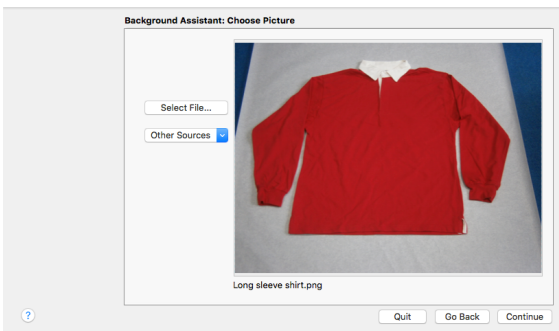 Background Assistant: Choose Picture
Select File...
Other Sources
Long sleeve shirt.png
?
Quit
Go Back
Continue